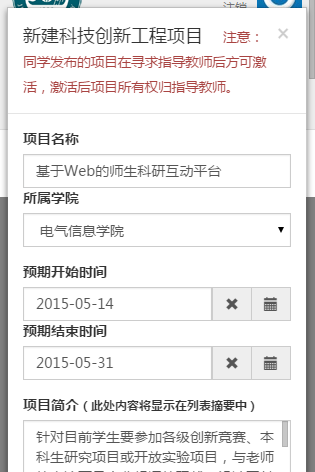 注销
新建科技创新工程项目 注意： ×
同学发布的项目在寻求指导教师后方可激
活，激活后项目所有权归指导教师。
项目名称
基于Web的师生科研互动平台
所属学院
电气信息学院
预期开始时间
2015-05-14
预期结束时间
2015-05-31
项目简介（此处内容将显示在列表摘要中）
针对目前学生要参加各级创新竞赛、本
科生研究项目或开放实验项目，与老师